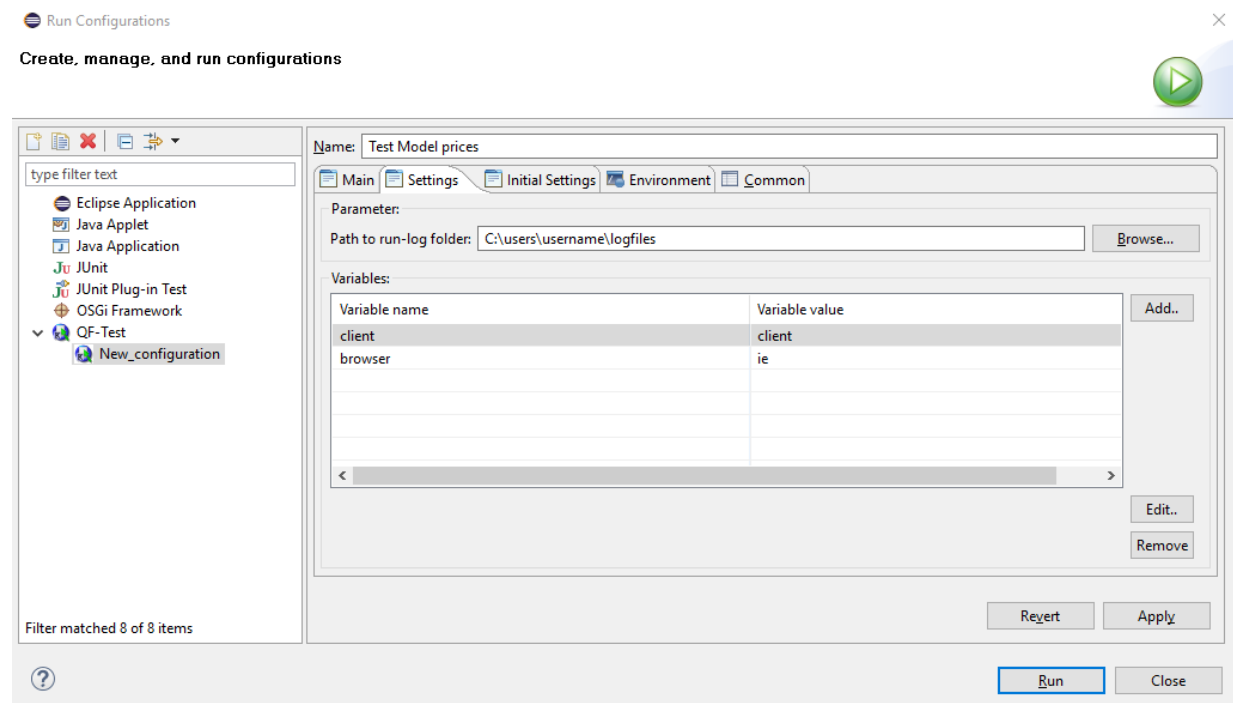 Run Configurations
Create, manage, and run configurations
type filter text
Eclipse Application
Java Applet
Java Application
JUnit
JUnit Plug-in Test
OSGi Framework
QF-Test
New_configuration
Filter matched 8 of 8 items
Name: Test Model prices
Main Settings Initial Settings Environment Common
Parameter:
Path to run-log folder: C:\users\username\logfiles Browse...
Variables:
Variable name Variable value Add..
client client
browser ie
Edit..
Remove
Revert Apply
Run Close